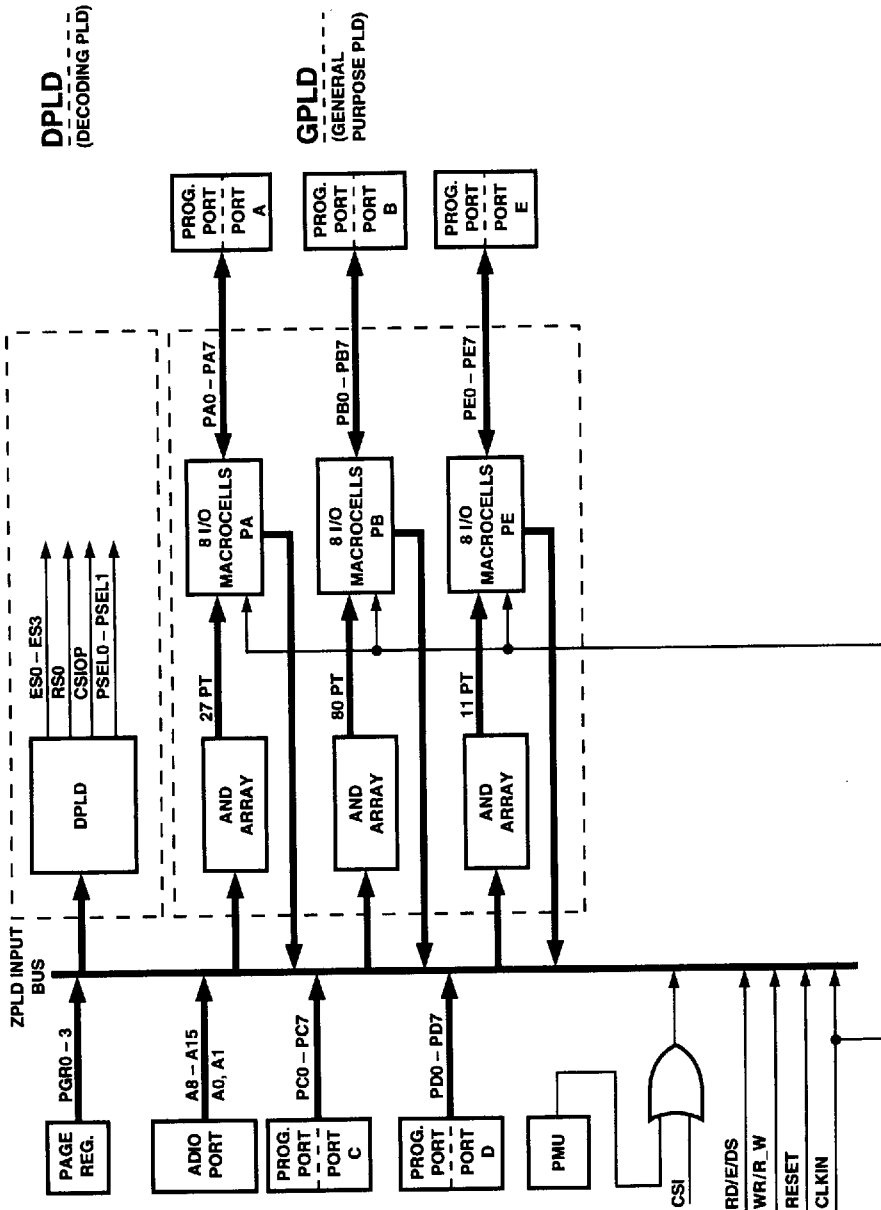 DPLD
(DECODING PLD)
GPLD
(GENERAL
PURPOSE PLD)
PROG.
PORT
PORT
A
PROG.
PORT
PORT
B
PROG.
PORT
PORT
E
PA0 – PA7
PB0 – PB7
PE0 – PE7
8 I/O
MACROCELLS
PA
8 I/O
MACROCELLS
PB
8 I/O
MACROCELLS
PE
ES0 – ES3
RS0
CSIOP
PSEL0 – PSEL1
27 PT
80 PT
11 PT
DPLD
AND
ARRAY
AND
ARRAY
AND
ARRAY
ZPLD INPUT
BUS
PGR0 – 3
A8 – A15
A0, A1
PC0 – PC7
PD0 – PD7
PAGE
REG.
ADIO
PORT
PROG.
PORT
PORT
C
PROG.
PORT
PORT
D
PMU
CSI
RD/E/DS
WR/R_W
RESET
CLKIN